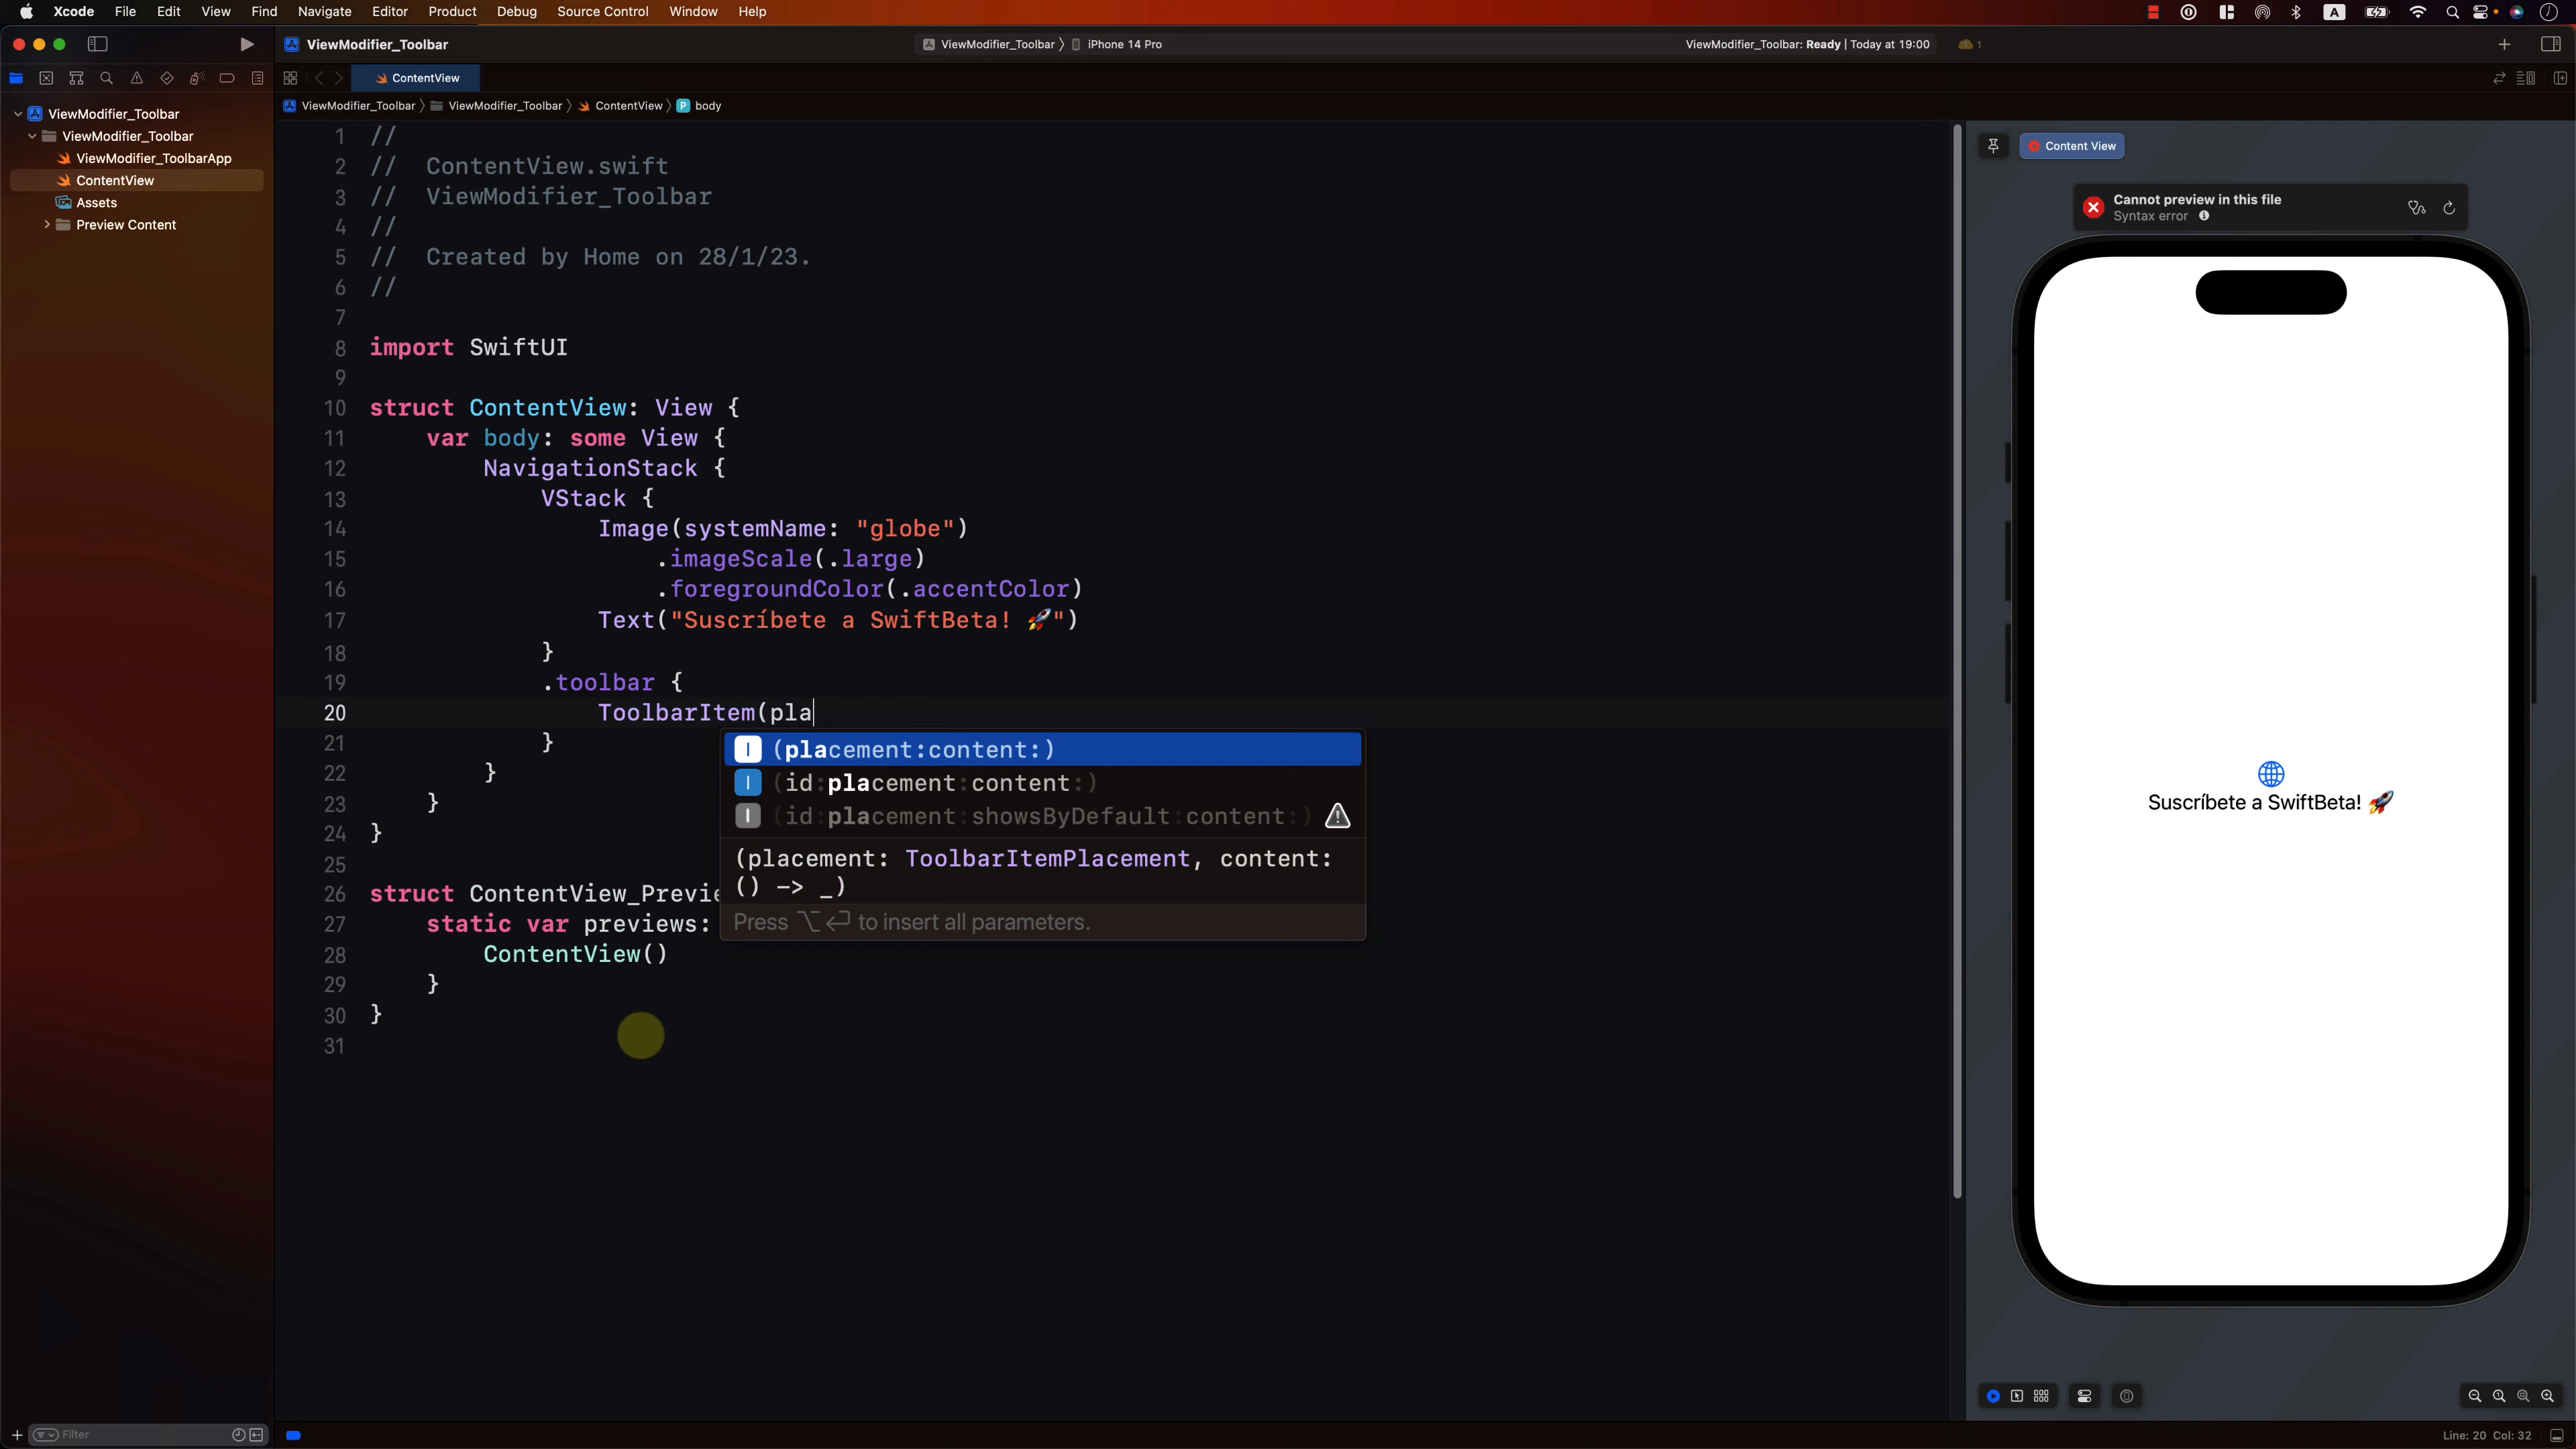 Xcode File Edit View Find Navigate Editor Product Debug Source Control Window Help
ViewModifier_Toolbar
ViewModifier_Toolbar iPhone 14 Pro
ViewModifier_Toolbar: Ready | Today at 19:00
1
ContentView
ViewModifier_Toolbar ViewModifier_Toolbar ContentView body
ViewModifier_Toolbar
ViewModifier_Toolbar
ViewModifier_ToolbarApp
ContentView
Assets
Preview Content
1 //
2 //  ContentView.swift
3 //  ViewModifier_Toolbar
4 //
5 //  Created by Home on 28/1/23.
6 //
7
8 import SwiftUI
9
10 struct ContentView: View {
11 var body: some View {
12 NavigationStack {
13 VStack {
14 Image(systemName: "globe")
15 .imageScale(.large)
16 .foregroundColor(.accentColor)
17 Text("Suscríbete a SwiftBeta! 🚀")
18 }
19 .toolbar {
20 ToolbarItem(pla
21 }
22 }
23 }
24 }
25
26 struct ContentView_Previe
27 static var previews:
28 ContentView()
29 }
30 }
31
(placement:content:)
(id:placement:content:)
(id:placement:showsByDefault:content:)
(placement: ToolbarItemPlacement, content:
() -> _)
Press ⌥↩ to insert all parameters.
Content View
Cannot preview in this file
Syntax error
Suscríbete a SwiftBeta! 🚀
Filter
Line: 20 Col: 32